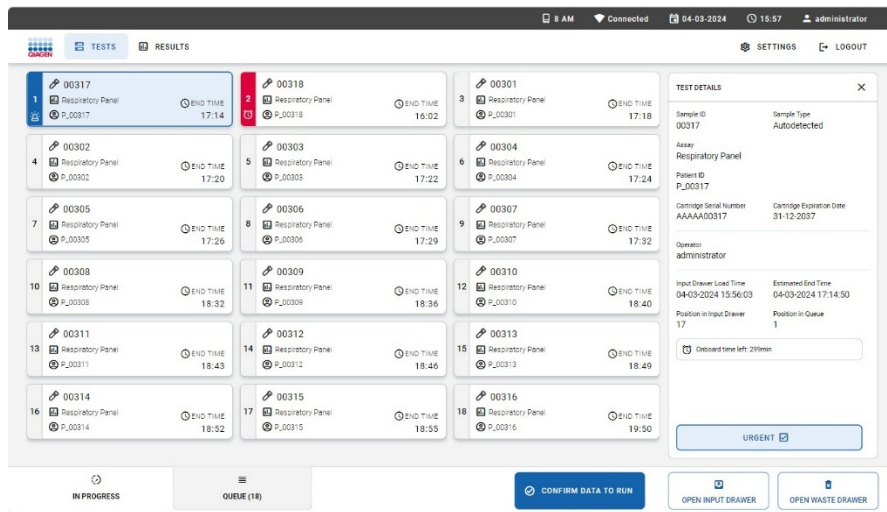 8 AM Connected 04-03-2024 15:57 administrator
QIAGEN TESTS RESULTS SETTINGS LOGOUT
1 00317 Respiratory Panel P_00317 END TIME 17:14
2 00318 Respiratory Panel P_00318 END TIME 16:02
3 00301 Respiratory Panel P_00301 END TIME 17:18
4 00302 Respiratory Panel P_00302 END TIME 17:20
5 00303 Respiratory Panel P_00303 END TIME 17:22
6 00304 Respiratory Panel P_00304 END TIME 17:24
7 00305 Respiratory Panel P_00305 END TIME 17:26
8 00306 Respiratory Panel P_00306 END TIME 17:29
9 00307 Respiratory Panel P_00307 END TIME 17:32
10 00308 Respiratory Panel P_00308 END TIME 18:32
11 00309 Respiratory Panel P_00309 END TIME 18:36
12 00310 Respiratory Panel P_00310 END TIME 18:40
13 00311 Respiratory Panel P_00311 END TIME 18:43
14 00312 Respiratory Panel P_00312 END TIME 18:46
15 00313 Respiratory Panel P_00313 END TIME 18:49
16 00314 Respiratory Panel P_00314 END TIME 18:52
17 00315 Respiratory Panel P_00315 END TIME 18:55
18 00316 Respiratory Panel P_00316 END TIME 19:50
TEST DETAILS
Sample ID Sample Type
00317 Autodetected
Assay
Respiratory Panel
Patient ID
P_00317
Cartridge Serial Number Cartridge Expiration Date
AAAAA00317 31-12-2037
Operator
administrator
Input Drawer Load Time Estimated End Time
04-03-2024 15:56:03 04-03-2024 17:14:50
Position in Input Drawer Position in Queue
17 1
Onboard time left: 299min
URGENT
IN PROGRESS QUEUE (18) CONFIRM DATA TO RUN OPEN INPUT DRAWER OPEN WASTE DRAWER